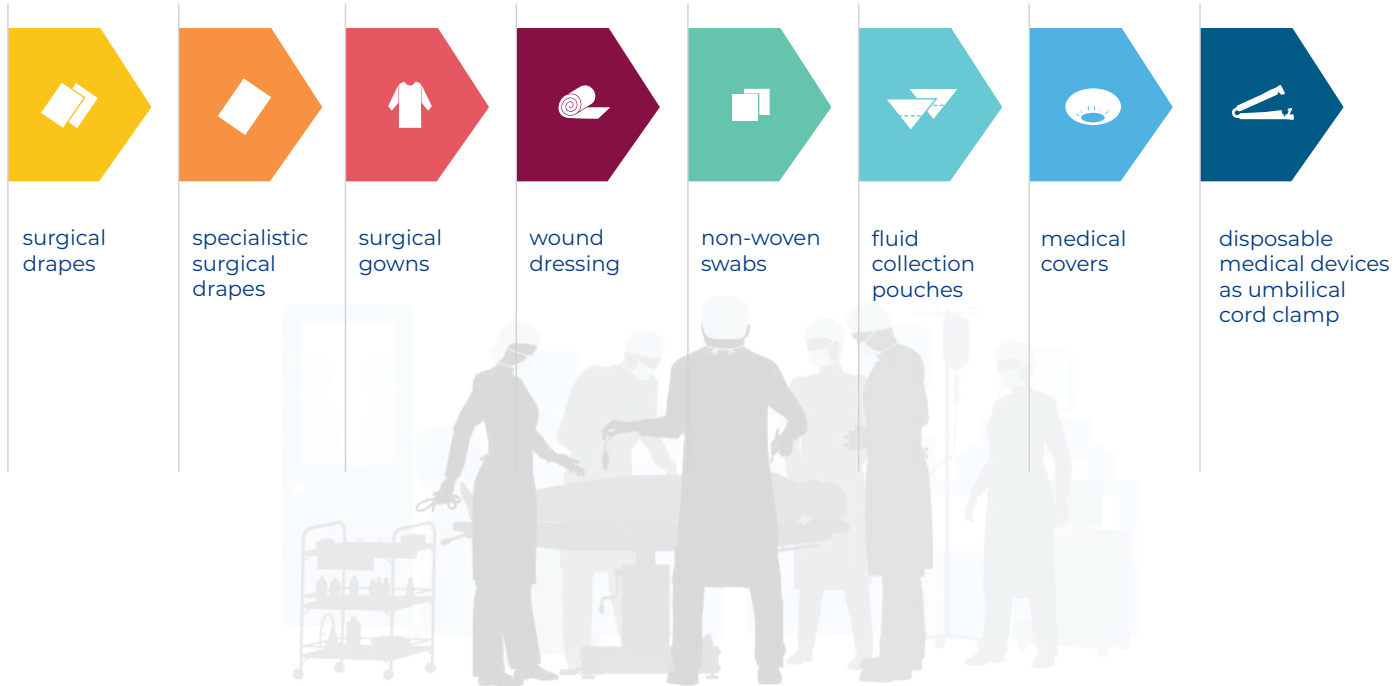 surgical
drapes
specialistic
surgical
drapes
surgical
gowns
wound
dressing
non-woven
swabs
fluid
collection
pouches
medical
covers
disposable
medical devices
as umbilical
cord clamp